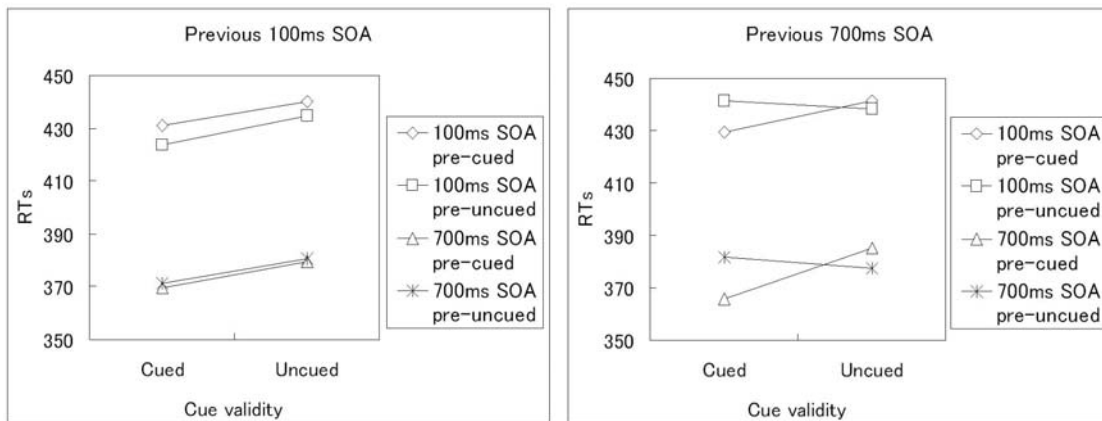 Previous 100ms SOA
450
430
410
390
370
350
RTs
Cued
Uncued
Cue validity
100ms SOA
pre-cued
100ms SOA
pre-uncued
700ms SOA
pre-cued
700ms SOA
pre-uncued
Previous 700ms SOA
450
430
410
390
370
350
RTs
Cued
Uncued
Cue validity
100ms SOA
pre-cued
100ms SOA
pre-uncued
700ms SOA
pre-cued
700ms SOA
pre-uncued